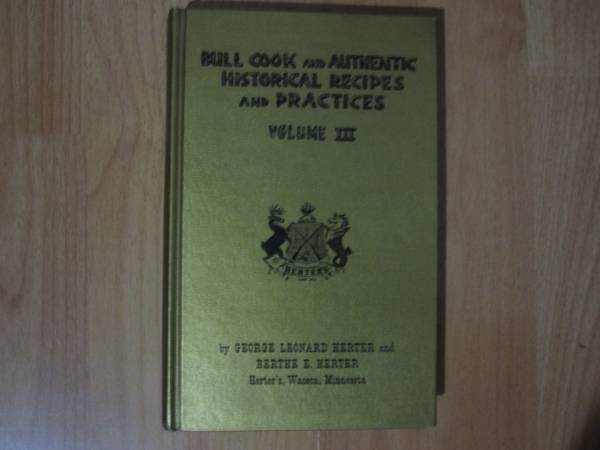 BULL COOK AND AUTHENTIC
HISTORICAL RECIPES
AND PRACTICES
VOLUME III
HERTER'S
by GEORGE LEONARD HERTER and
BERTHE E. HERTER
Herter's, Waseca, Minnesota